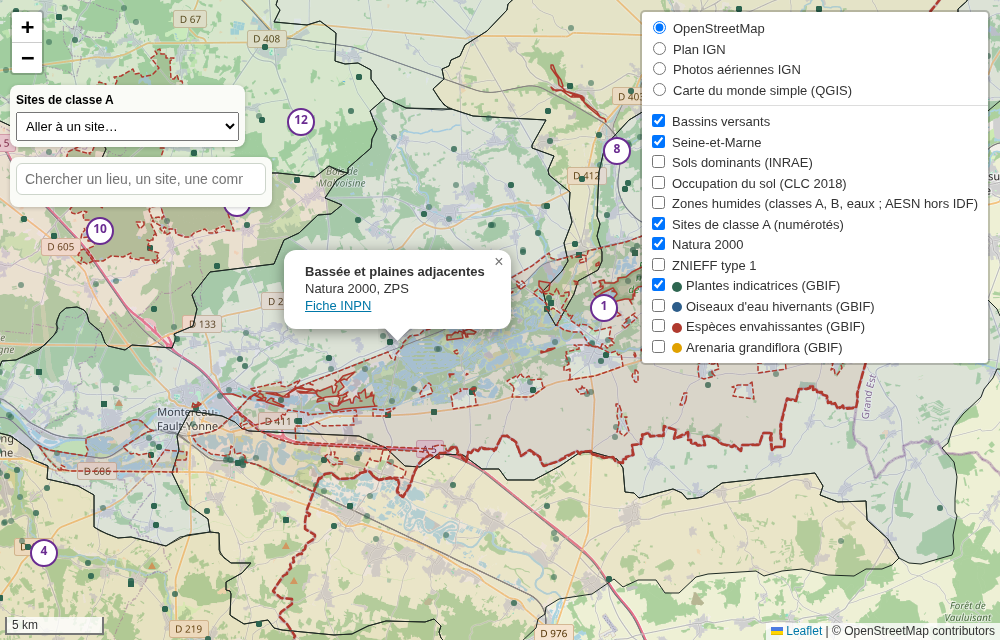 +
−
Sites de classe A
Aller à un site…
Chercher un lieu, un site, une comr
D 67
D 408
12
Bois de
Malvoisine
10
D 605
D 133
D 2
D 403
8
D 412
1
Bassée et plaines adjacentes
Natura 2000, ZPS
Fiche INPN
×
OpenStreetMap
Plan IGN
Photos aériennes IGN
Carte du monde simple (QGIS)
Bassins versants
Seine-et-Marne
Sols dominants (INRAE)
Occupation du sol (CLC 2018)
Zones humides (classes A, B, eaux ; AESN hors IDF)
Sites de classe A (numérotés)
Natura 2000
ZNIEFF type 1
Plantes indicatrices (GBIF)
Oiseaux d'eau hivernants (GBIF)
Espèces envahissantes (GBIF)
Arenaria grandiflora (GBIF)
Grand Est
Montereau-
Fault-Yonne
D 411
A 5
D 606
4
D 219
D 976
Forêt de
Vauluisant
5 km
Leaflet | © OpenStreetMap contributors